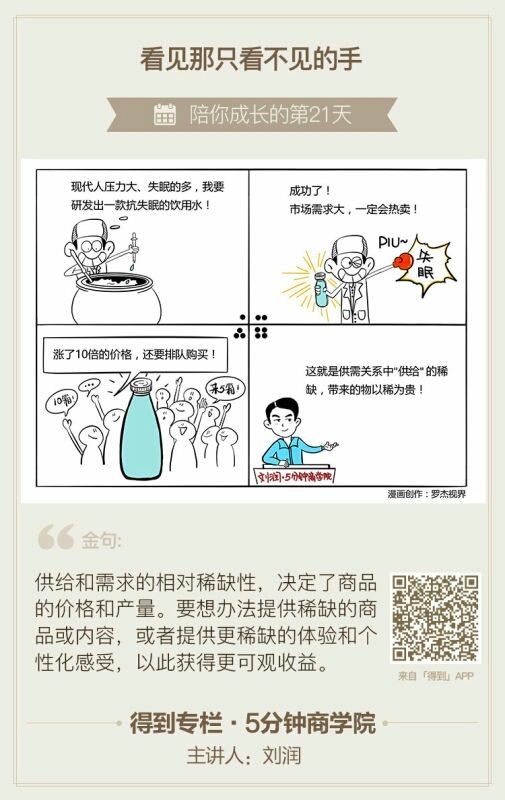 看见那只看不见的手
陪你成长的第21天
现代人压力大、失眠的多，我要
研发出一款抗失眠的饮用水！
成功了！
市场需求大，一定会热卖！
PIU~
失
眠
涨了10倍的价格，还要排队购买！
10箱！
来5箱！
这就是供需关系中“供给”的稀
缺，带来的物以稀为贵！
刘润·5分钟商学院
漫画创作：罗杰视界
金句:
供给和需求的相对稀缺性，决定了商品
的价格和产量。要想办法提供稀缺的商
品或内容，或者提供更稀缺的体验和个
性化感受，以此获得更可观收益。
来自「得到」APP
得到专栏·5分钟商学院
主讲人：刘润